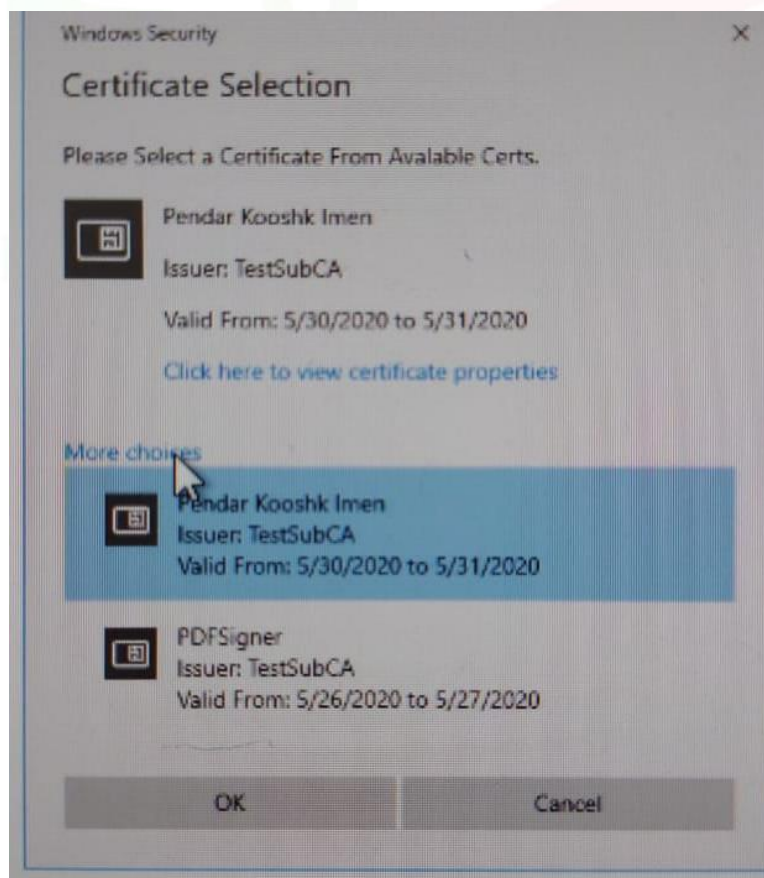 Windows Security
Certificate Selection
Please Select a Certificate From Avalable Certs.
Pendar Kooshk Imen
Issuer: TestSubCA
Valid From: 5/30/2020 to 5/31/2020
Click here to view certificate properties
More choices
Pendar Kooshk Imen
Issuer: TestSubCA
Valid From: 5/30/2020 to 5/31/2020
PDFSigner
Issuer: TestSubCA
Valid From: 5/26/2020 to 5/27/2020
OK
Cancel